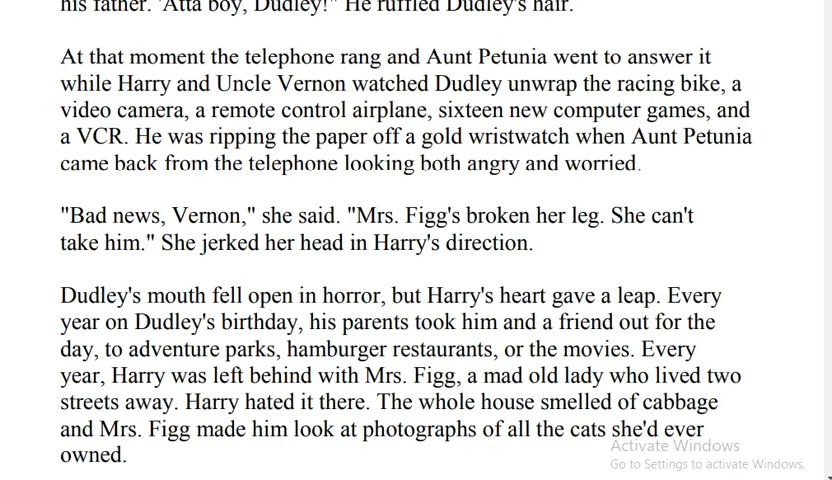 his father. 'Atta boy, Dudley!" He ruffled Dudley's hair.
At that moment the telephone rang and Aunt Petunia went to answer it
while Harry and Uncle Vernon watched Dudley unwrap the racing bike, a
video camera, a remote control airplane, sixteen new computer games, and
a VCR. He was ripping the paper off a gold wristwatch when Aunt Petunia
came back from the telephone looking both angry and worried.
"Bad news, Vernon," she said. "Mrs. Figg's broken her leg. She can't
take him." She jerked her head in Harry's direction.
Dudley's mouth fell open in horror, but Harry's heart gave a leap. Every
year on Dudley's birthday, his parents took him and a friend out for the
day, to adventure parks, hamburger restaurants, or the movies. Every
year, Harry was left behind with Mrs. Figg, a mad old lady who lived two
streets away. Harry hated it there. The whole house smelled of cabbage
and Mrs. Figg made him look at photographs of all the cats she'd ever
owned.
Activate Windows
Go to Settings to activate Windows.